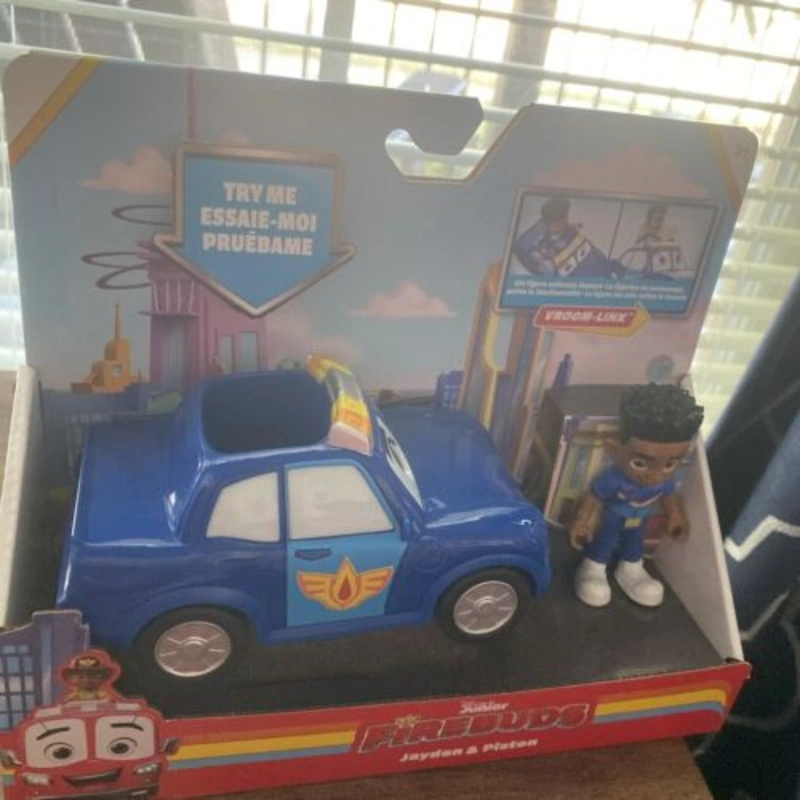 TRY ME
ESSAIE-MOI
PRUÉBAME
VROOM-LINK
Junior
FIREBUDS
Jayden & Piston